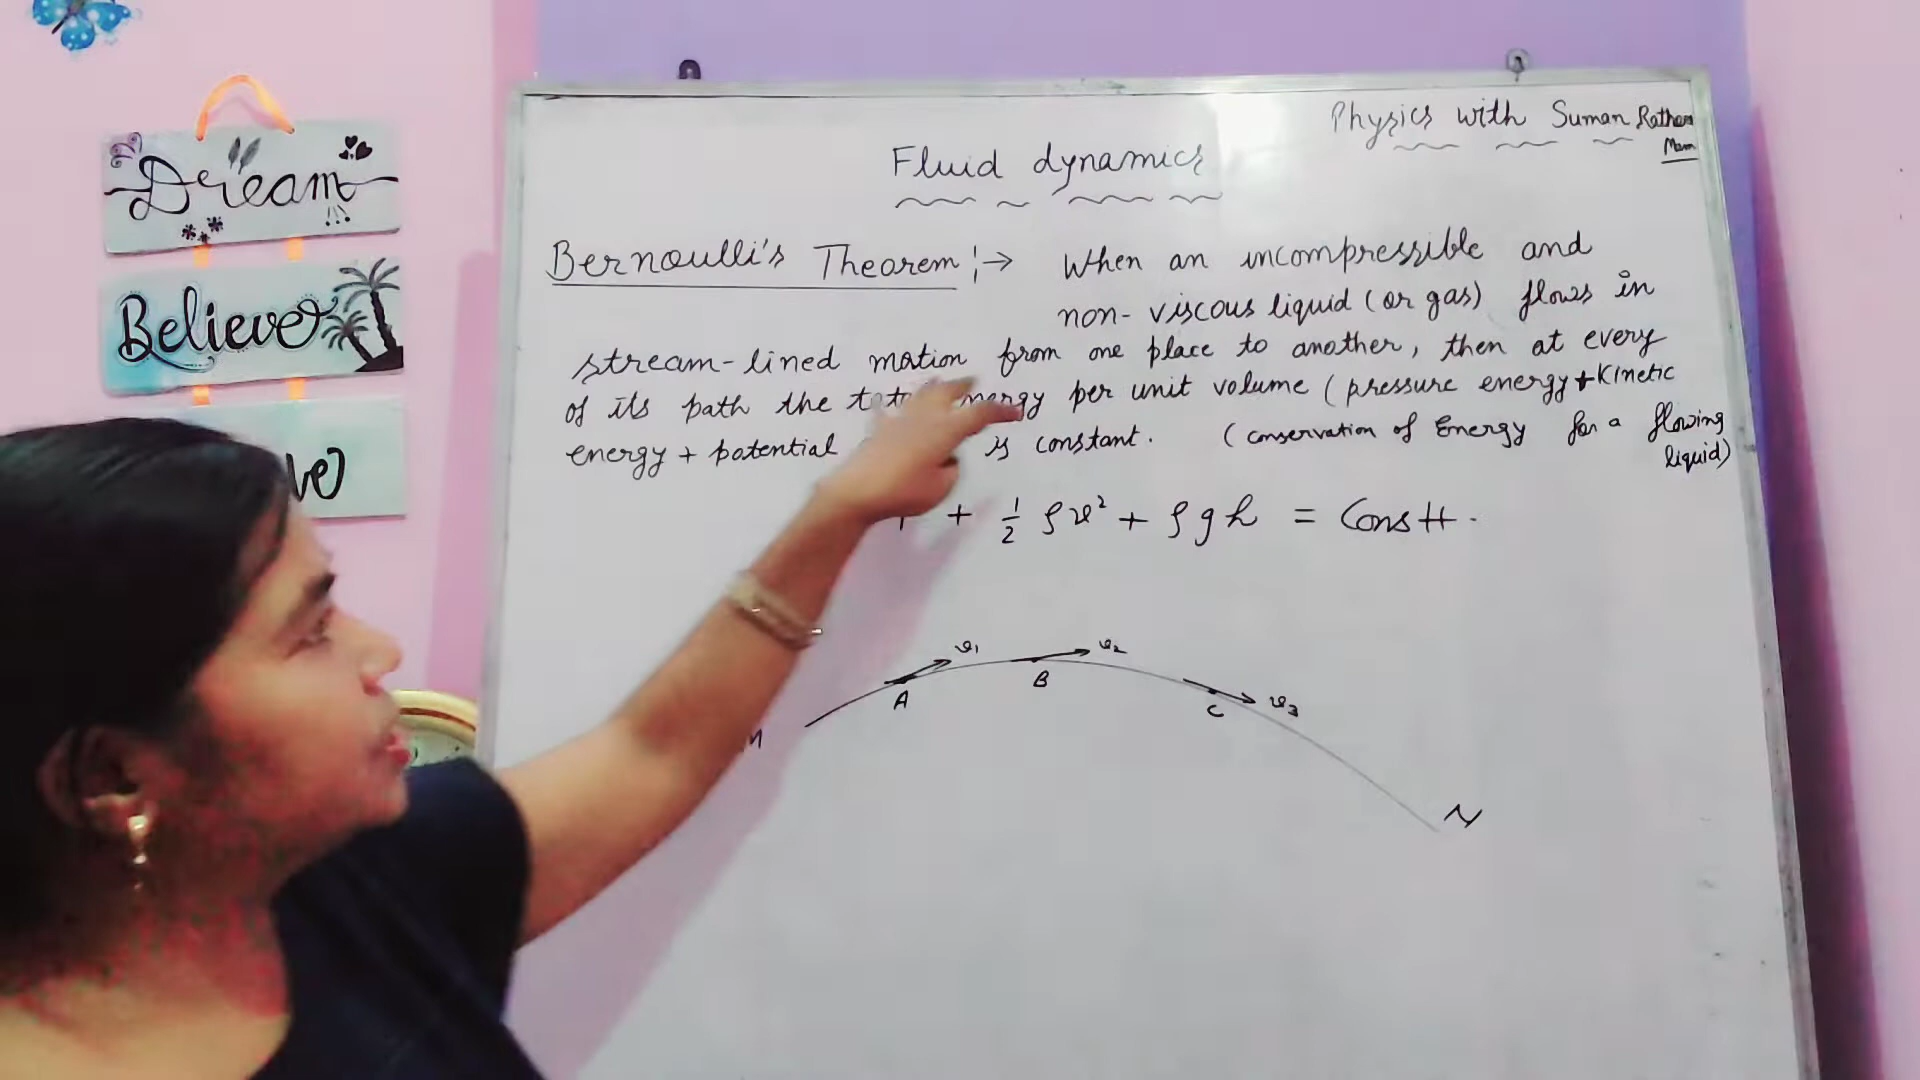 Dream
Believe
Physics with Suman Rathore
Mam
Fluid dynamics
Bernoulli's Theorem :→ When an incompressible and
non-viscous liquid (or gas) flows in
stream-lined motion from one place to another, then at every
of its path the energy per unit volume (pressure energy + Kinetic
energy + potential is constant. (conservation of Energy for a flowing
liquid)
+ 1/2 ρv² + ρgh = Constt.
v₁
v₂
A
B
C
v₃
M
N